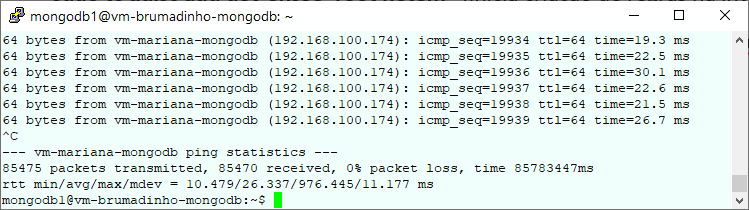 mongodb1@vm-brumadinho-mongodb: ~
64 bytes from vm-mariana-mongodb (192.168.100.174): icmp_seq=19934 ttl=64 time=19.3 ms
64 bytes from vm-mariana-mongodb (192.168.100.174): icmp_seq=19935 ttl=64 time=22.5 ms
64 bytes from vm-mariana-mongodb (192.168.100.174): icmp_seq=19936 ttl=64 time=30.1 ms
64 bytes from vm-mariana-mongodb (192.168.100.174): icmp_seq=19937 ttl=64 time=22.6 ms
64 bytes from vm-mariana-mongodb (192.168.100.174): icmp_seq=19938 ttl=64 time=21.5 ms
64 bytes from vm-mariana-mongodb (192.168.100.174): icmp_seq=19939 ttl=64 time=26.7 ms
^C
--- vm-mariana-mongodb ping statistics ---
85475 packets transmitted, 85470 received, 0% packet loss, time 85783447ms
rtt min/avg/max/mdev = 10.479/26.337/976.445/11.177 ms
mongodb1@vm-brumadinho-mongodb:~$